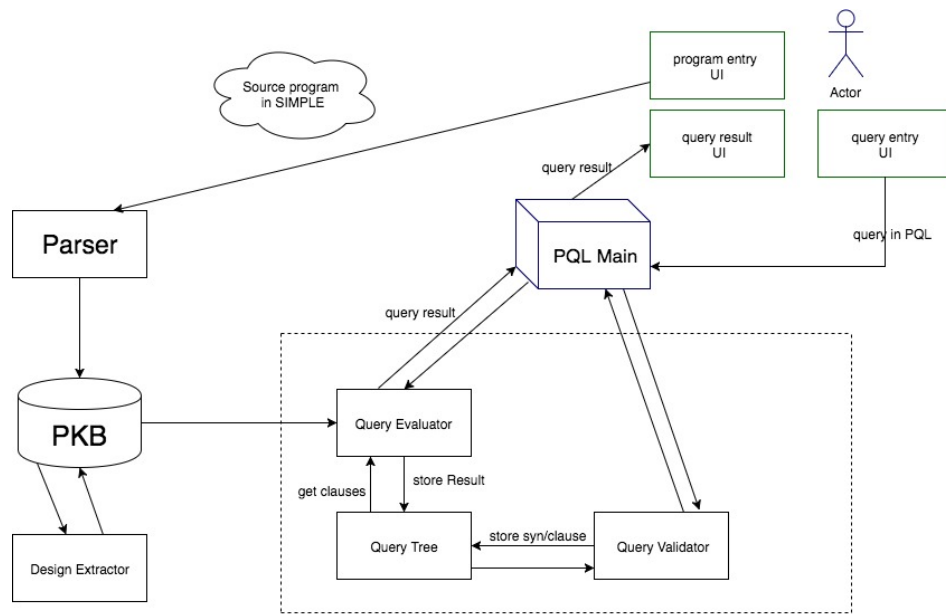 Source program
in SIMPLE
program entry
UI
Actor
query result
UI
query entry
UI
query result
query in PQL
Parser
PQL Main
query result
PKB
Query Evaluator
get clauses
store Result
Query Tree
store syn/clause
Query Validator
Design Extractor